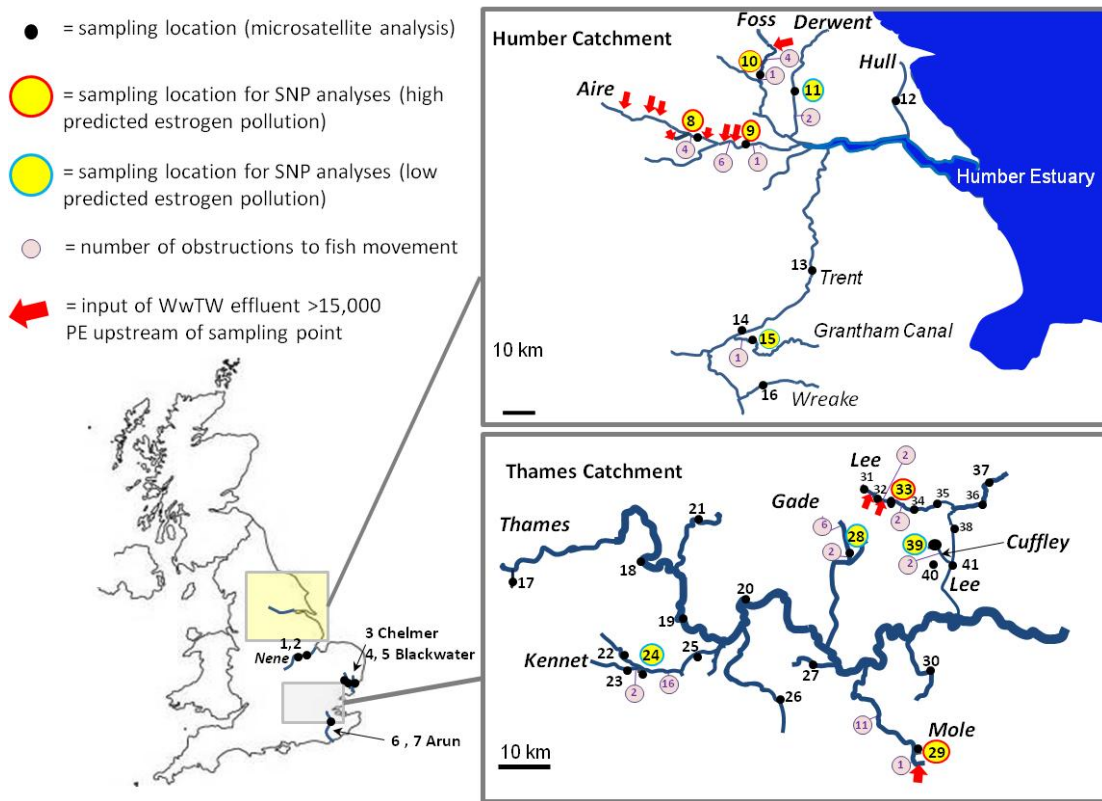 = sampling location (microsatellite analysis)
= sampling location for SNP analyses (high
predicted estrogen pollution)
= sampling location for SNP analyses (low
predicted estrogen pollution)
= number of obstructions to fish movement
= input of WwTW effluent >15,000
PE upstream of sampling point
1,2
Nene
3 Chelmer
4, 5 Blackwater
6 , 7 Arun
Humber Catchment
Foss
Derwent
Hull
Aire
10
4
1
11
2
12
8
9
4
6
1
Humber Estuary
13
Trent
14
15
Grantham Canal
1
10 km
16
Wreake
Thames Catchment
Lee
2
37
31
32
33
34
35
36
2
Gade
Thames
21
6
28
2
38
39
Cuffley
2
40
41
Lee
17
18
20
19
22
24
25
Kennet
23
2
16
27
26
30
11
Mole
29
1
10 km